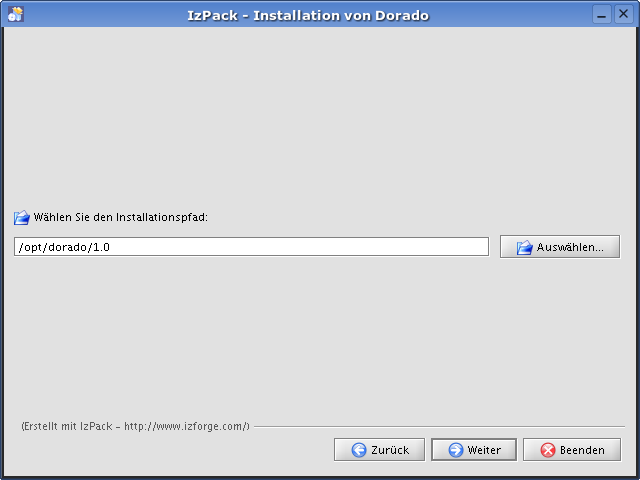 IzPack - Installation von Dorado
Wählen Sie den Installationspfad:
/opt/dorado/1.0
Auswählen...
(Erstellt mit IzPack - http://www.izforge.com/)
Zurück
Weiter
Beenden